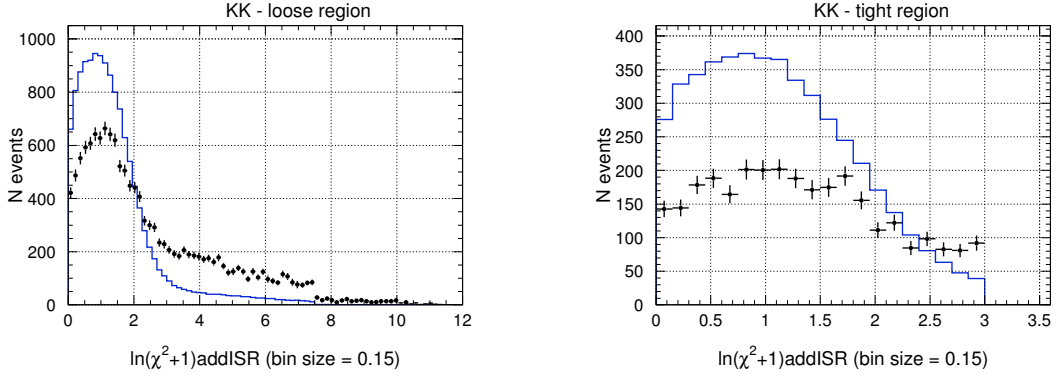 KK - loose region
N events
1000
800
600
400
200
0
0 2 4 6 8 10 12
ln(χ²+1)addISR (bin size = 0.15)
KK - tight region
N events
400
350
300
250
200
150
100
50
0
0 0.5 1 1.5 2 2.5 3 3.5
ln(χ²+1)addISR (bin size = 0.15)